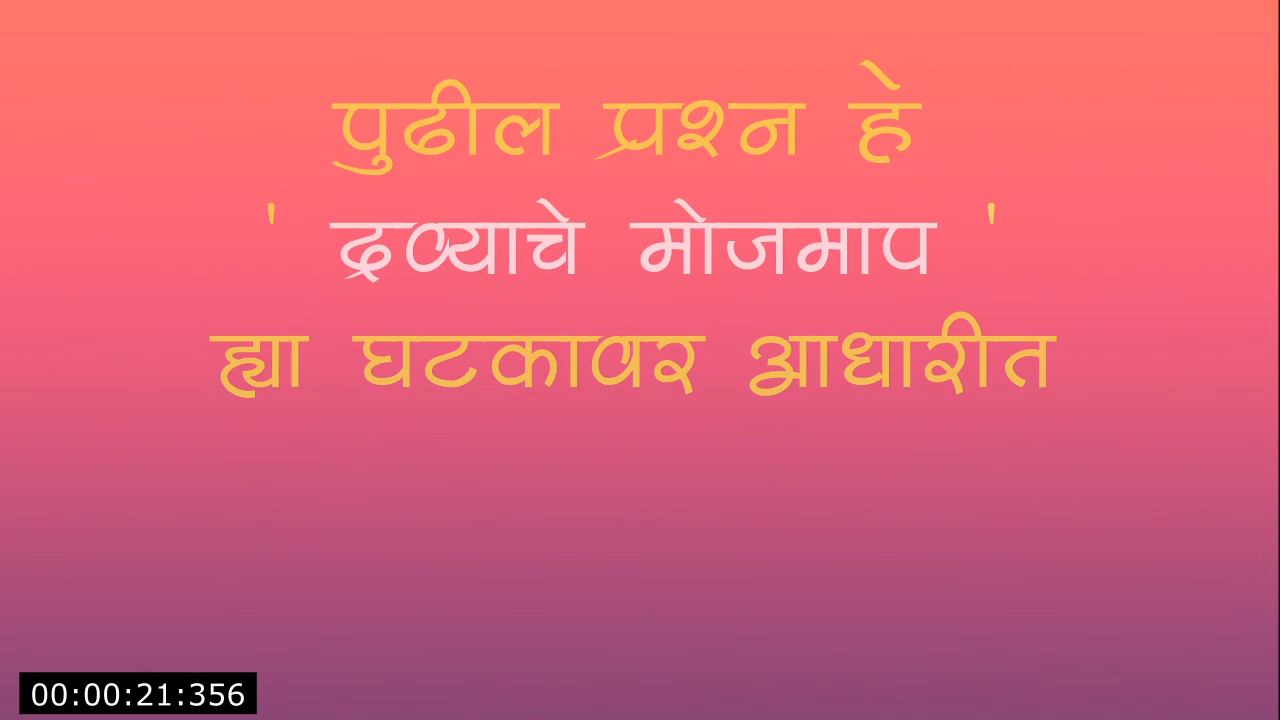 पुढील प्रश्न हे
' द्रव्याचे मोजमाप '
ह्या घटकावर आधारीत
00:00:21:356